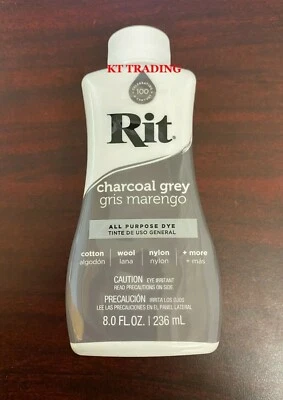 KT TRADING
100
Rit®
charcoal grey
gris marengo
ALL PURPOSE DYE
TINTE DE USO GENERAL
cotton wool nylon + more
algodón lana nylon + más
CAUTION EYE IRRITANT
READ PRECAUTIONS ON SIDE
PRECAUCIÓN IRRITA LOS OJOS
LEE LAS PRECAUCIONES EN EL PANEL LATERAL
8.0 FL.OZ. | 236 mL